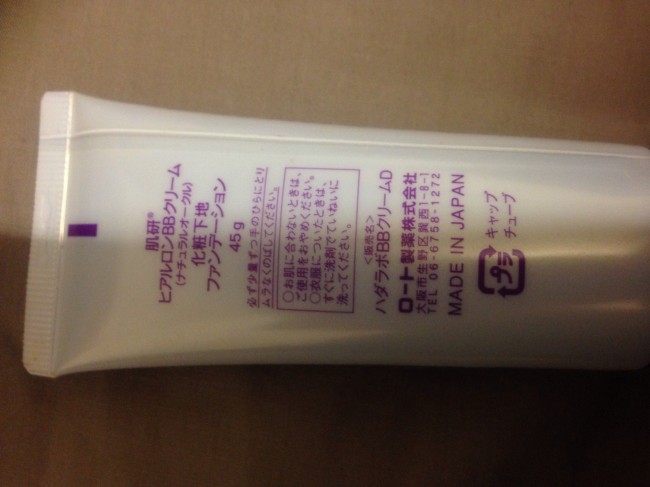 肌研®
ヒアルロンBBクリーム
(ナチュラルオークル)
化粧下地
ファンデーション
45g
必ず少量ずつ手のひらにとり
ムラなくのばしてください。
○お肌に合わないときは、
ご使用をおやめください。
○衣服についたときは、
すぐに洗剤でていねいに
洗ってください。
<販売名>
ハダラボBBクリームD
ロート製薬株式会社
大阪市生野区巽西1-8-1
TEL 06-6758-1272
MADE IN JAPAN
プラ
キャップ
チューブ